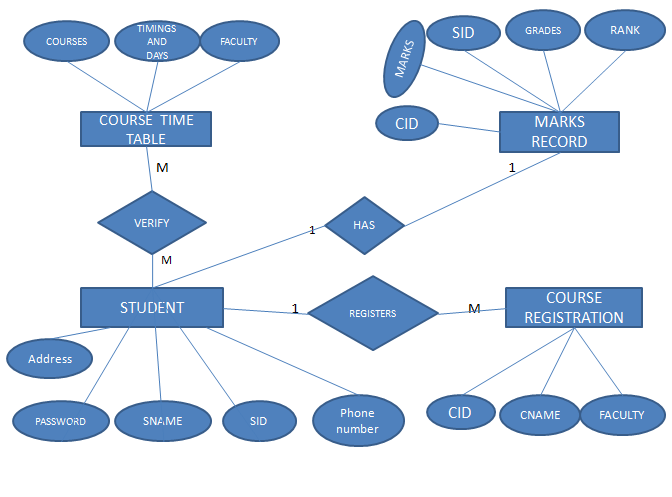 COURSES
TIMINGS
AND
DAYS
FACULTY
MARKS
SID
GRADES
RANK
COURSE TIME
TABLE
CID
MARKS
RECORD
M
1
VERIFY
HAS
1
M
STUDENT
1
REGISTERS
M
COURSE
REGISTRATION
Address
PASSWORD
SNAME
SID
Phone
number
CID
CNAME
FACULTY